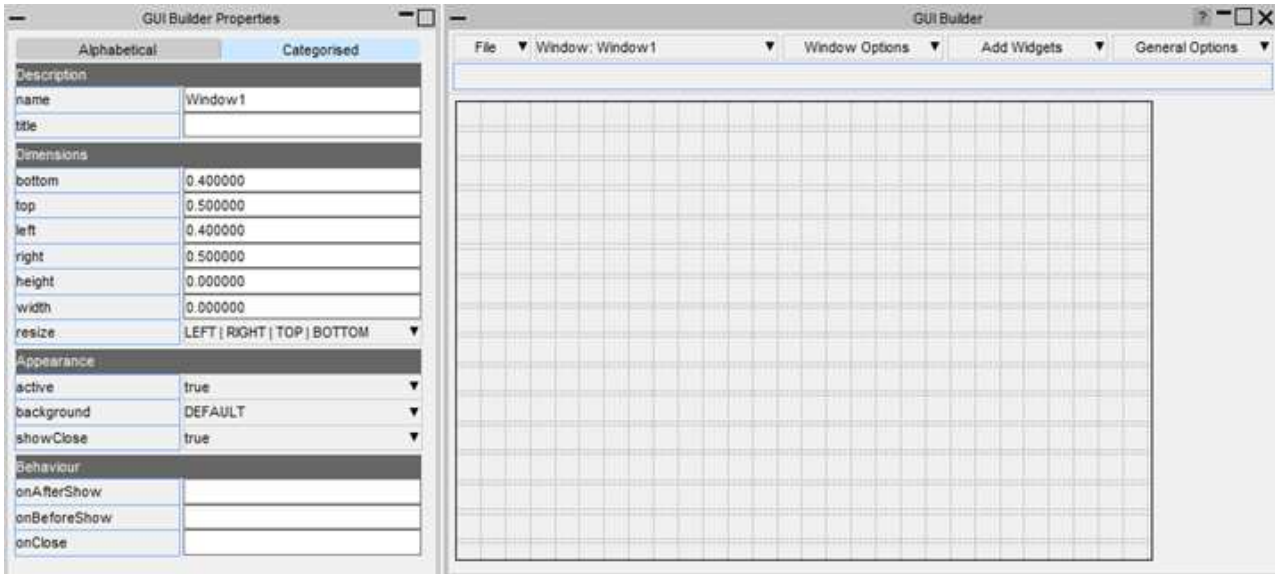 GUI Builder Properties
Alphabetical Categorised
Description
name Window1
title
Dimensions
bottom 0.400000
top 0.500000
left 0.400000
right 0.500000
height 0.000000
width 0.000000
resize LEFT | RIGHT | TOP | BOTTOM
Appearance
active true
background DEFAULT
showClose true
Behaviour
onAfterShow
onBeforeShow
onClose
GUI Builder ?
File Window: Window1 Window Options Add Widgets General Options